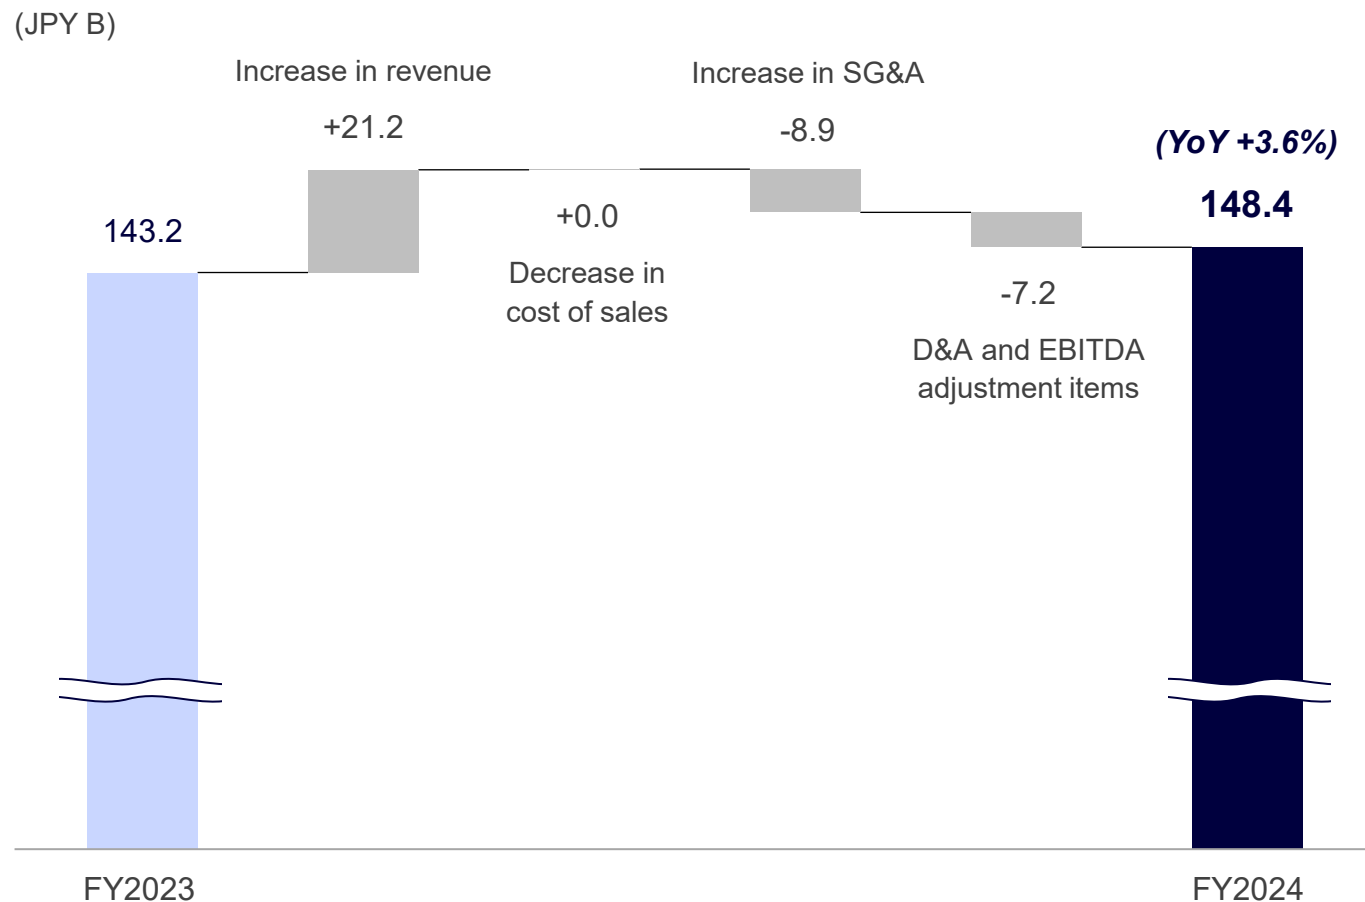 (JPY B)
Increase in revenue
+21.2
Increase in SG&A
-8.9
(YoY +3.6%)
148.4
143.2
+0.0
Decrease in
cost of sales
-7.2
D&A and EBITDA
adjustment items
FY2023
FY2024